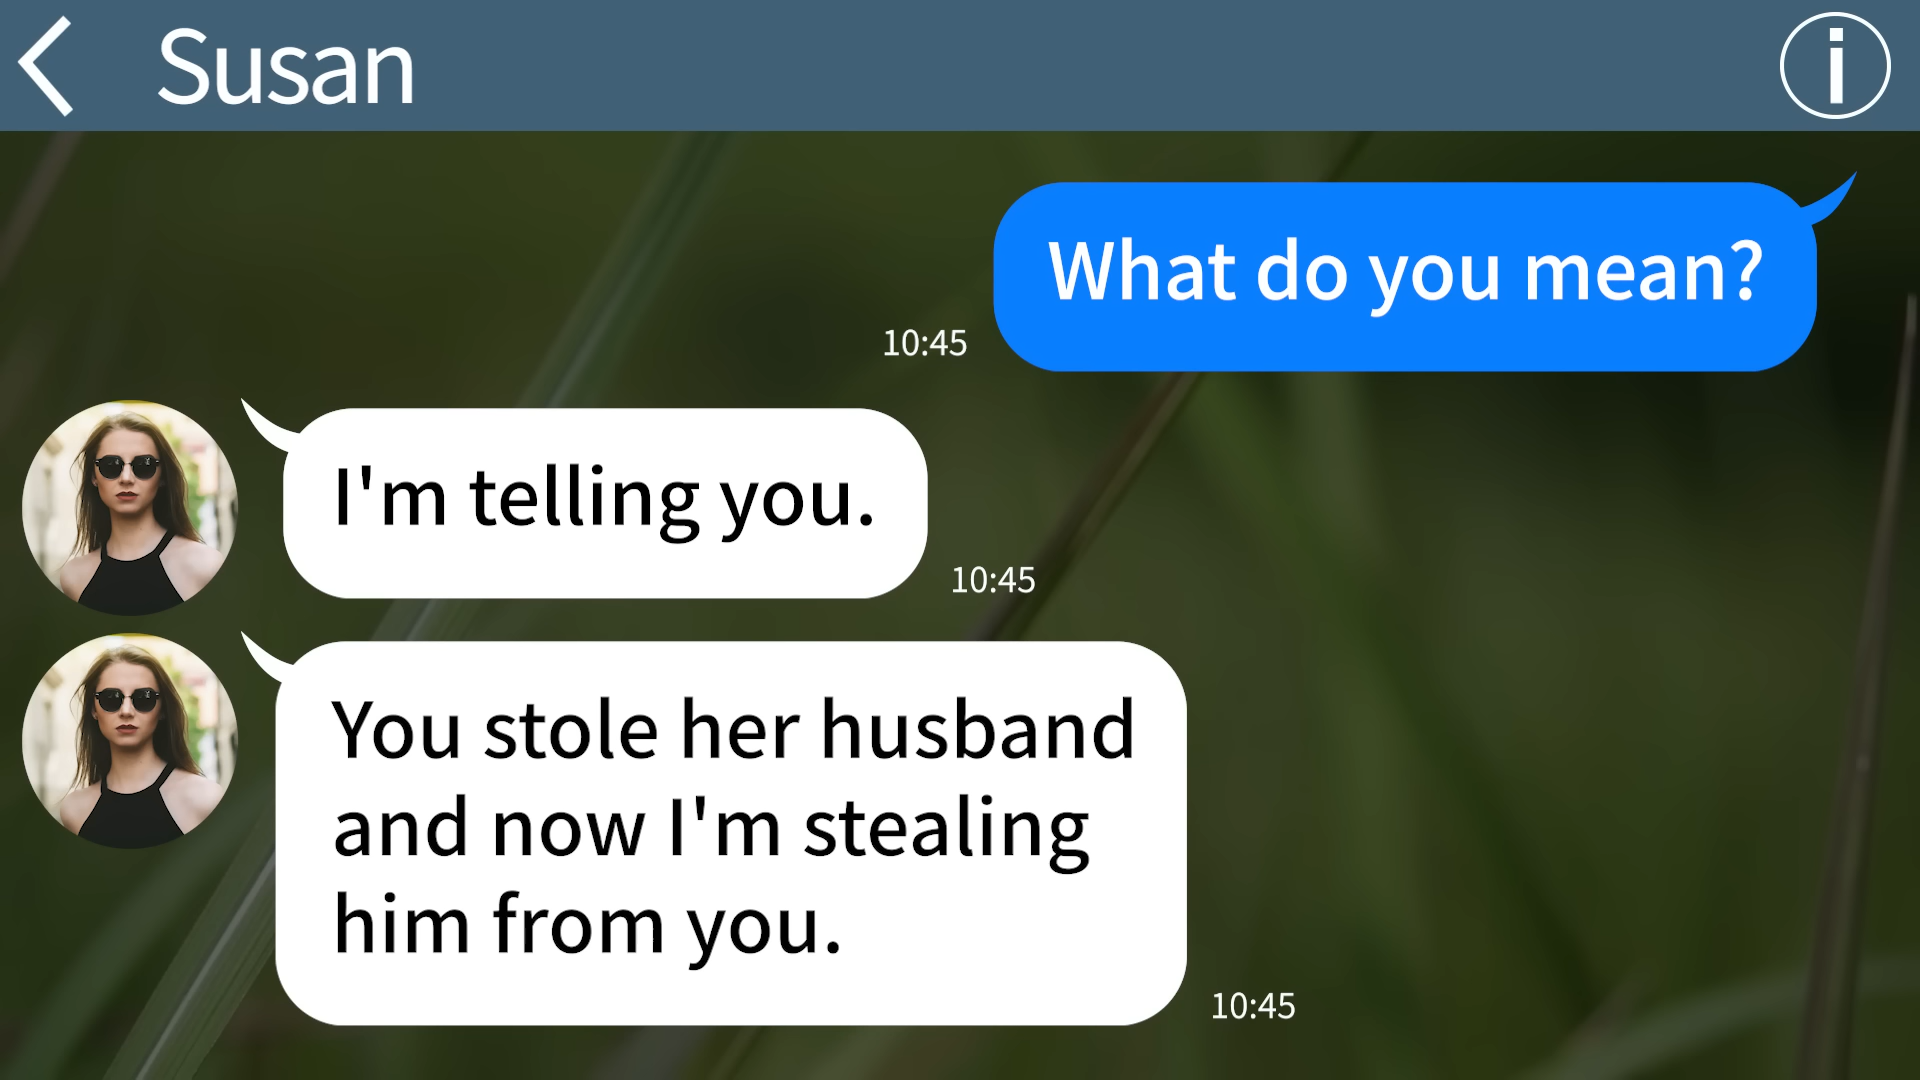 Susan
What do you mean?
10:45
I'm telling you.
10:45
You stole her husband
and now I'm stealing
him from you.
10:45